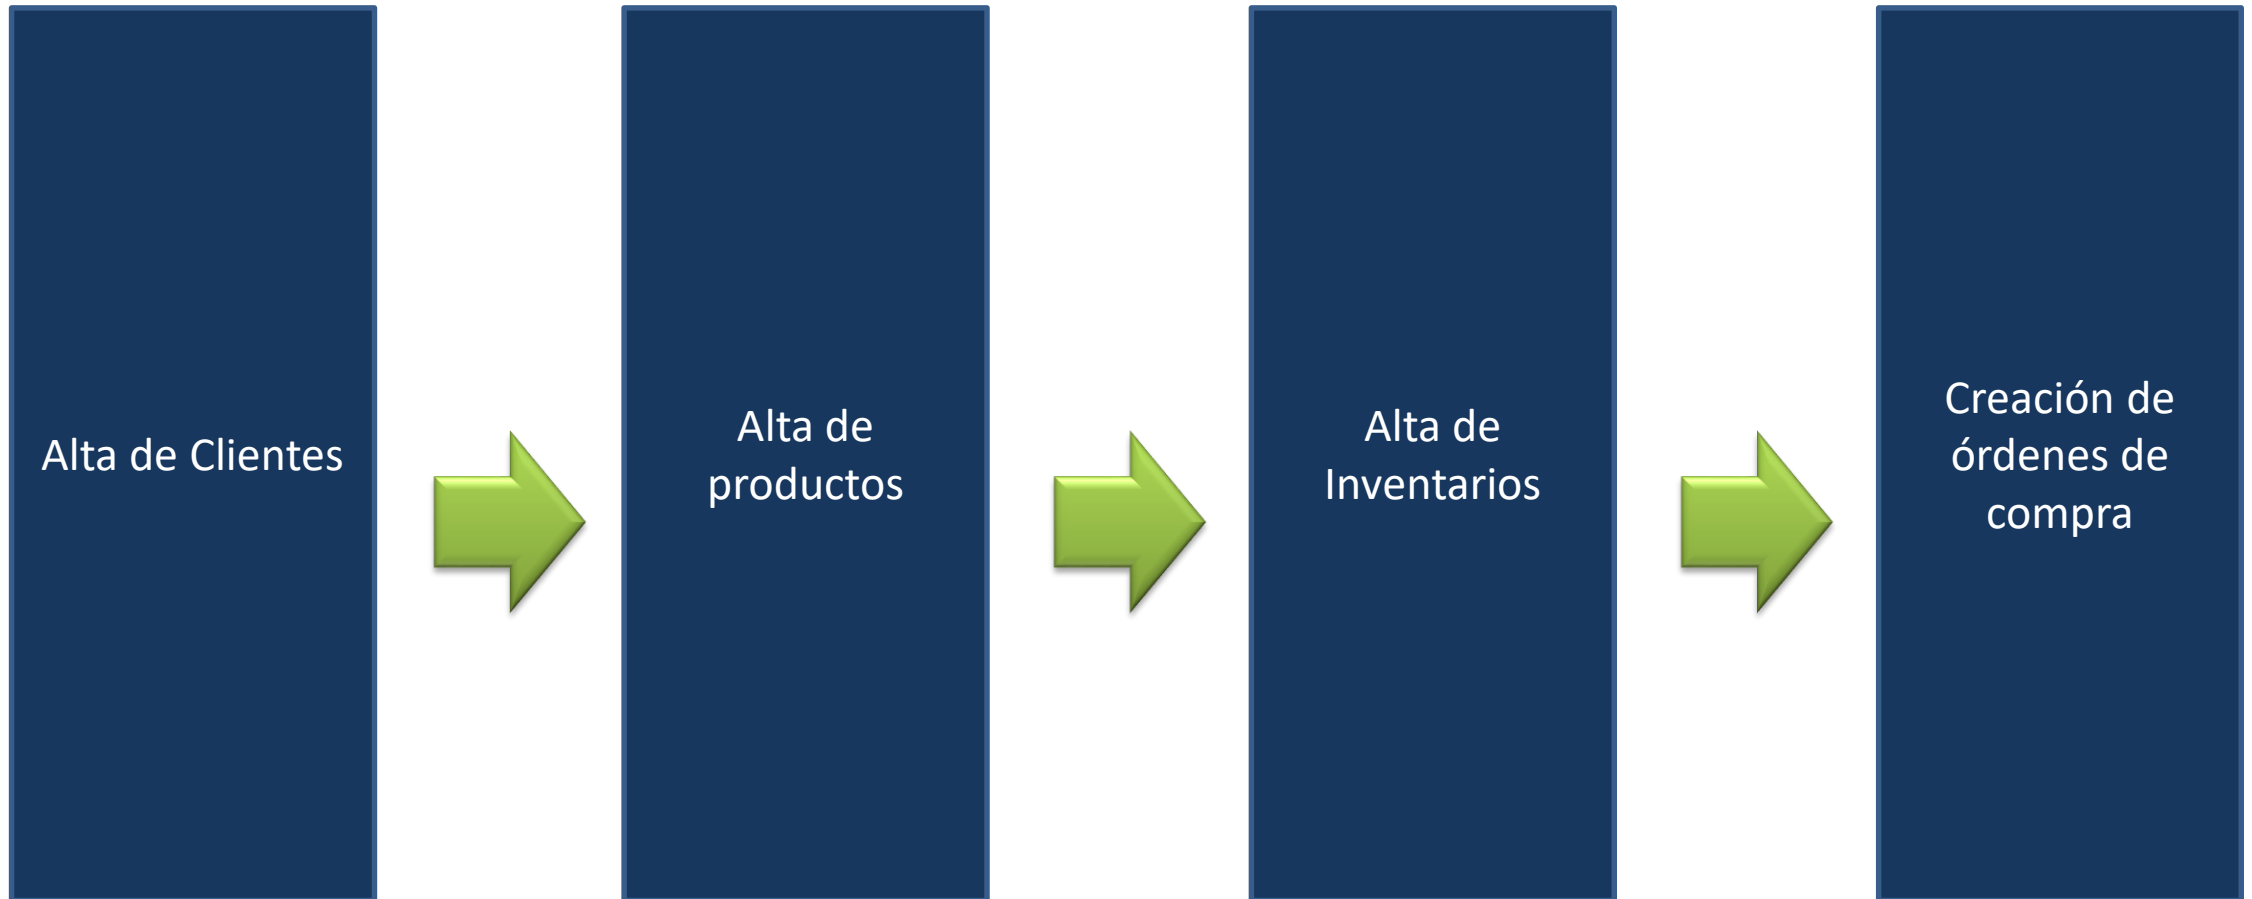 Alta de Clientes
Alta de
productos
Alta de
Inventarios
Creación de
órdenes de
compra